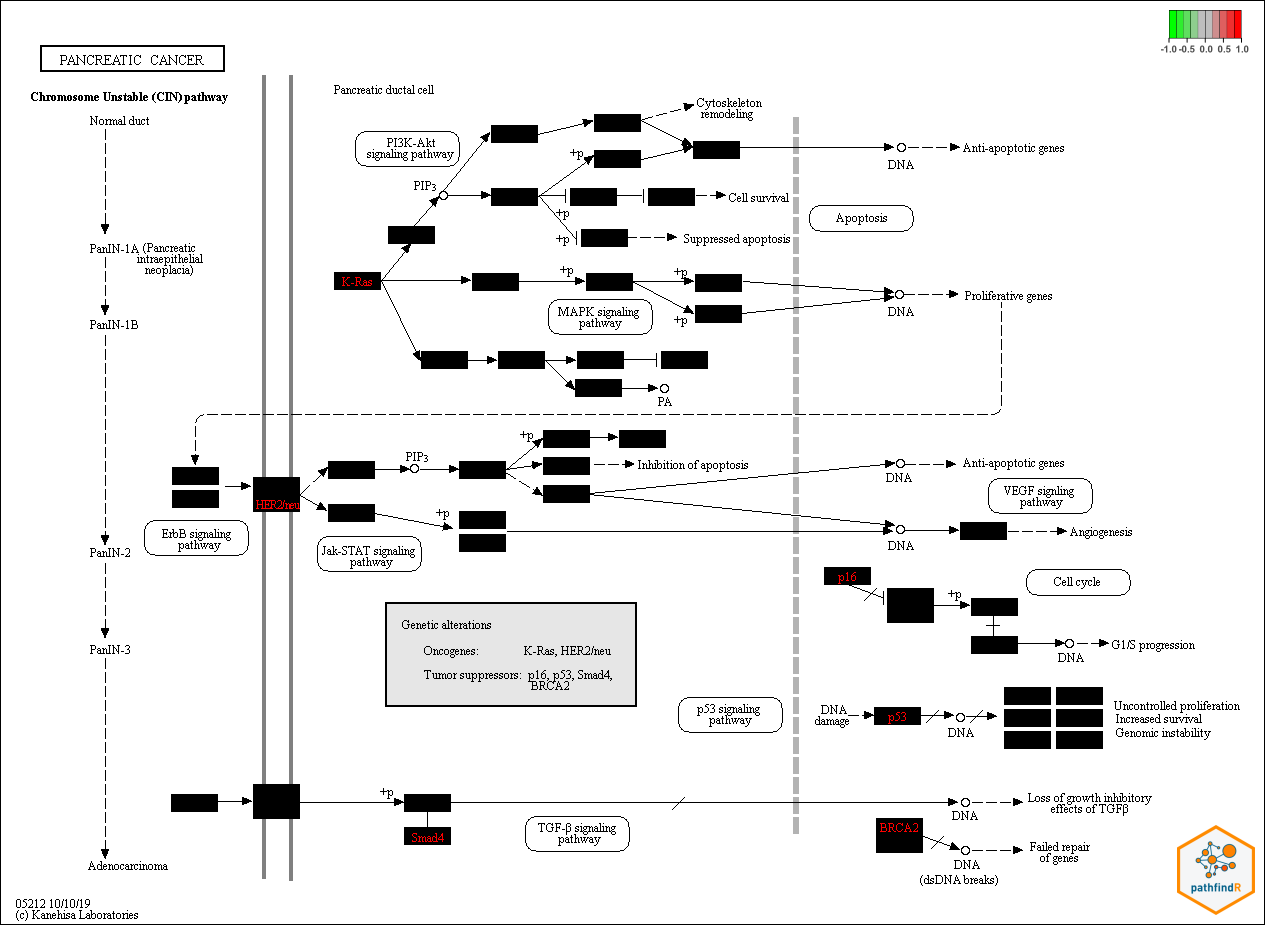 -1.0 -0.5 0.0 0.5 1.0
PANCREATIC CANCER
Chromosome Unstable (CIN) pathway
Normal duct
PanIN-1A (Pancreatic
intraepithelial
neoplacia)
PanIN-1B
PanIN-2
PanIN-3
Adenocarcinoma
Pancreatic ductal cell
PI3K-Akt
signaling pathway
PIP3
+p
+p
+p
Cytoskeleton
remodeling
Cell survival
Suppressed apoptosis
DNA
Anti-apoptotic genes
Apoptosis
K-Ras
+p
+p
+p
MAPK signaling
pathway
DNA
Proliferative genes
PA
HER2/neu
ErbB signaling
pathway
PIP3
+p
Inhibition of apoptosis
DNA
Anti-apoptotic genes
VEGF signling
pathway
+p
Jak-STAT signaling
pathway
DNA
Angiogenesis
p16
+p
Cell cycle
DNA
G1/S progression
Genetic alterations
Oncogenes: K-Ras, HER2/neu
Tumor suppressors: p16, p53, Smad4,
BRCA2
p53 signaling
pathway
DNA
damage
p53
DNA
Uncontrolled proliferation
Increased survival
Genomic instability
+p
Smad4
TGF-β signaling
pathway
DNA
Loss of growth inhibitory
effects of TGFβ
BRCA2
DNA
(dsDNA breaks)
Failed repair
of genes
05212 10/10/19
(c) Kanehisa Laboratories
pathfindR